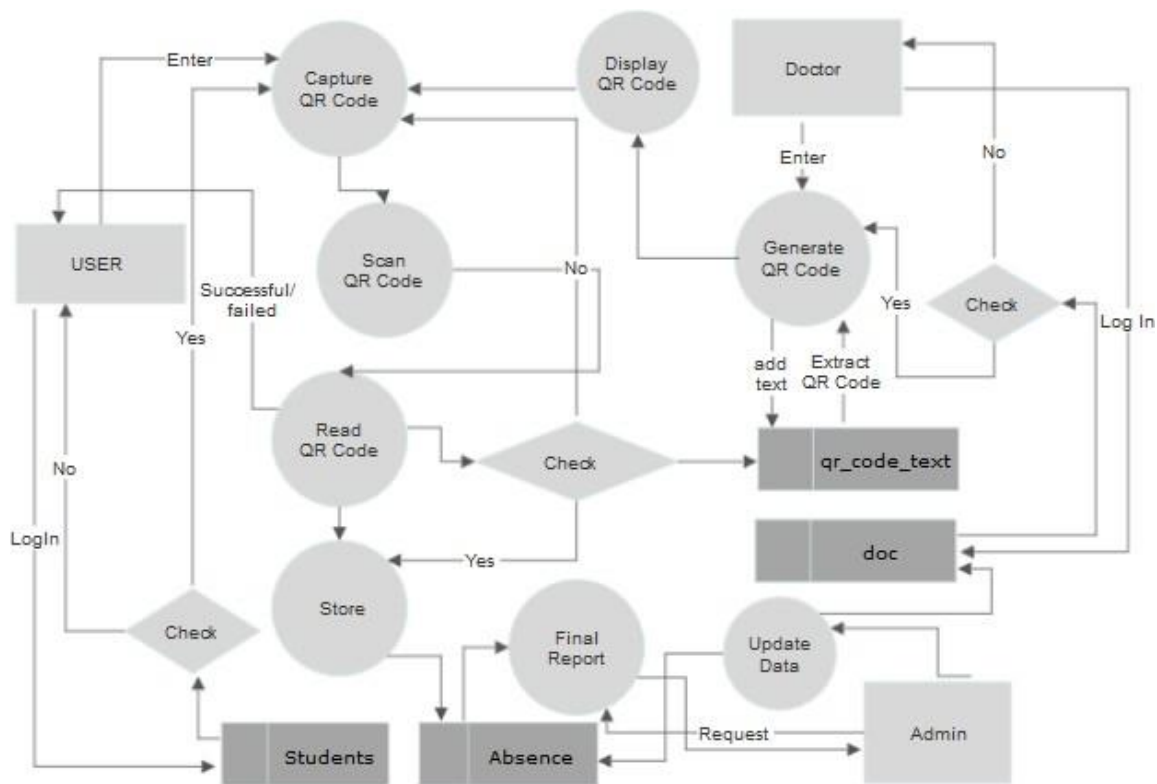 Enter
Capture
QR Code
Display
QR Code
Doctor
Enter
No
USER
Scan
QR Code
No
Generate
QR Code
Successful/
failed
Yes
Yes
Check
Log In
add
text
Extract
QR Code
Read
QR Code
Check
qr_code_text
No
LogIn
Yes
doc
Store
Check
Final
Report
Update
Data
Request
Admin
Students
Absence